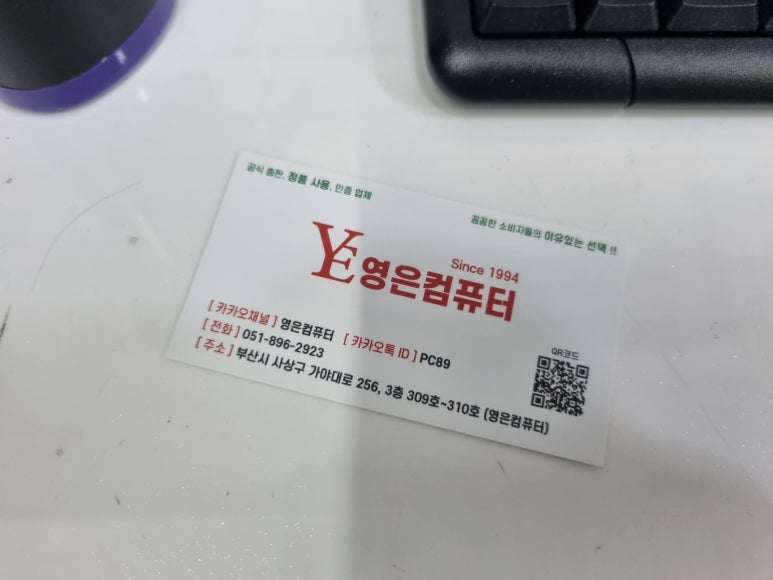 공식 총판, 정품 사용, 인증 업체
꼼꼼한 소비자들의 이유있는 선택 !!
YE 영은컴퓨터
Since 1994
[ 카카오채널 ] 영은컴퓨터 [ 카카오톡 ID ] PC89
[ 전화 ] 051-896-2923
[ 주소 ] 부산시 사상구 가야대로 256, 3층 309호~310호 (영은컴퓨터)
QR코드